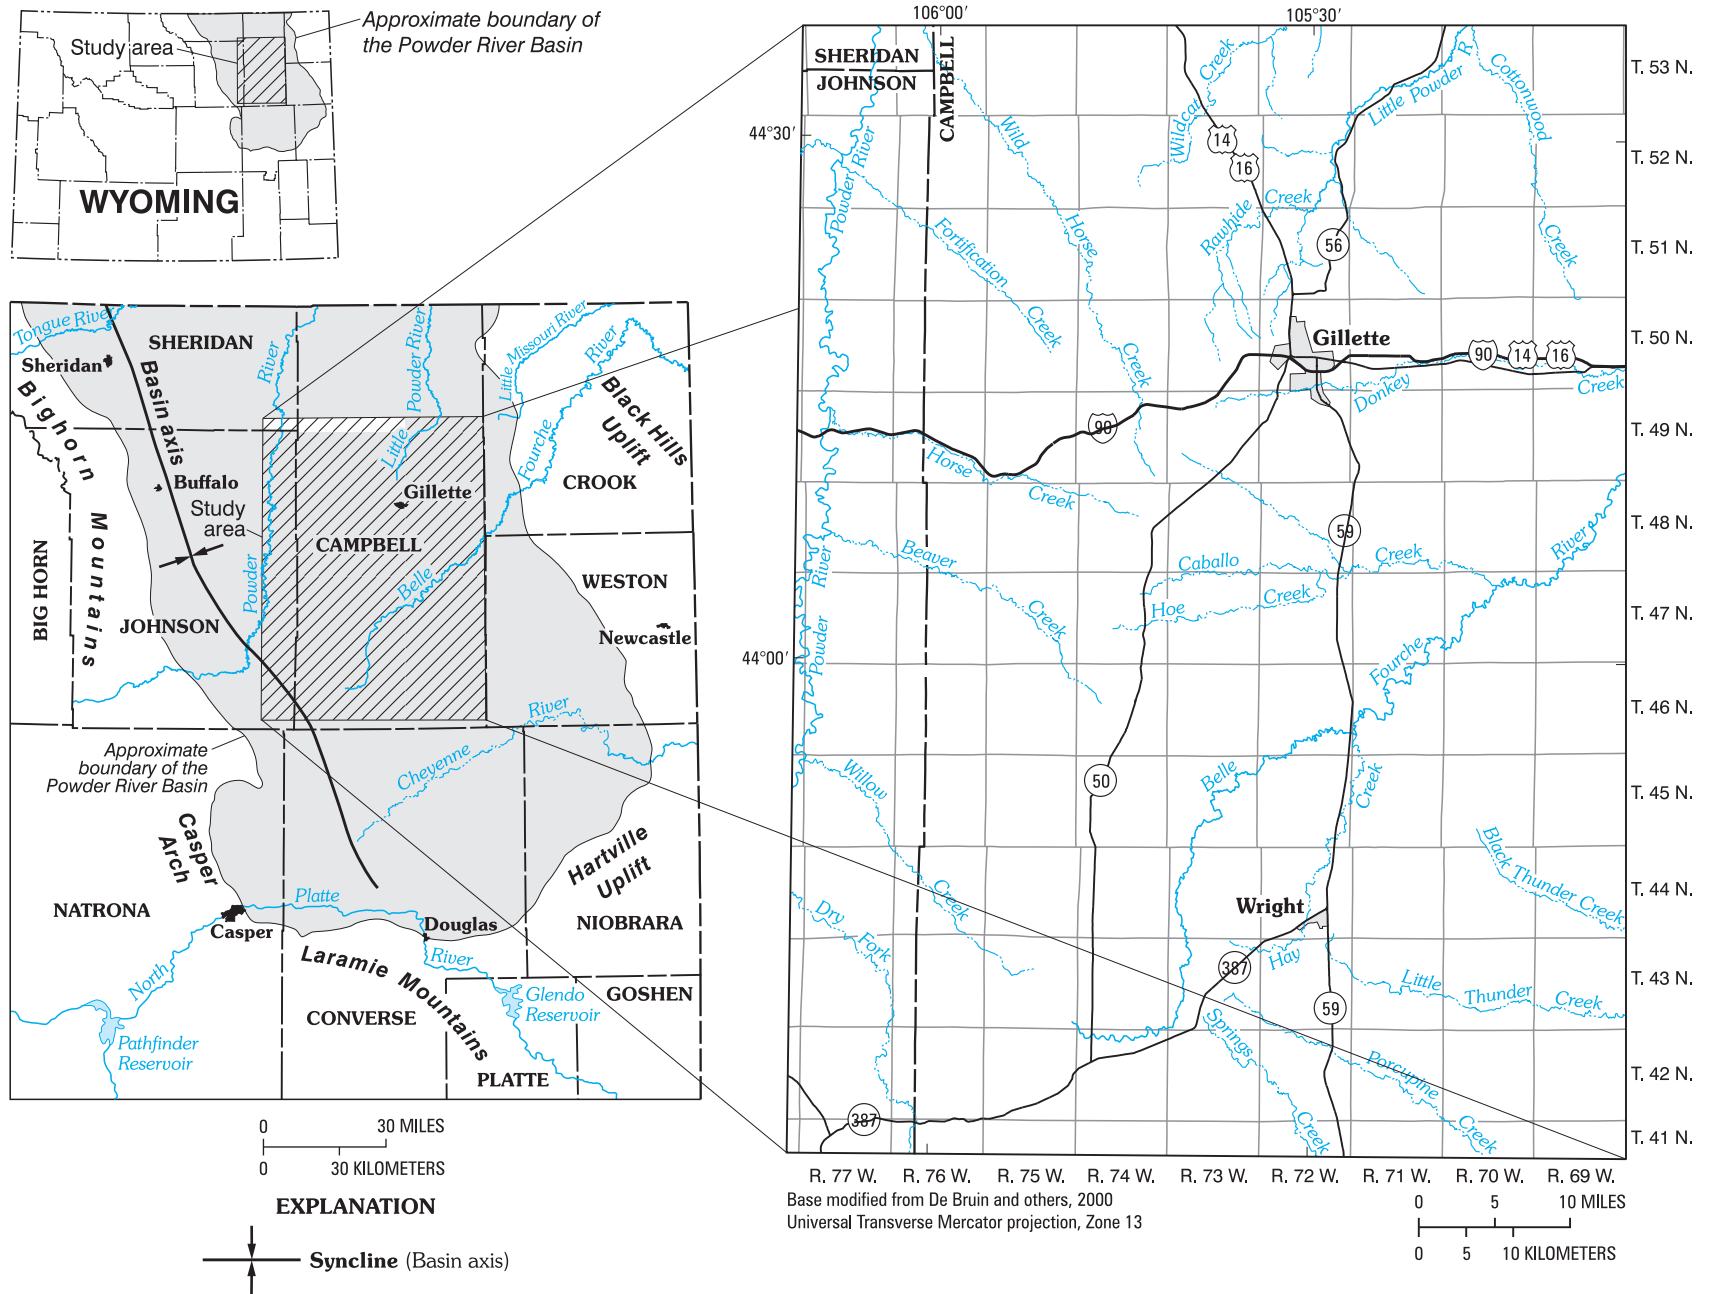 Approximate boundary of
the Powder River Basin
Study area
WYOMING
Tongue River
Sheridan
SHERIDAN
Basin axis
River
Powder River
Little
Little Missouri River
River
Fourche
Belle
Black Hills
Uplift
Bighorn
Mountains
Buffalo
Study
area
Gillette
CROOK
CAMPBELL
BIG HORN
Powder
JOHNSON
WESTON
Newcastle
Approximate
boundary of the
Powder River Basin
River
Cheyenne
Casper
Arch
Hartville
Uplift
NATRONA
Platte
Casper
Douglas
NIOBRARA
North
River
Laramie Mountains
GOSHEN
Glendo
Reservoir
CONVERSE
Pathfinder
Reservoir
PLATTE
0 30 MILES
0 30 KILOMETERS
EXPLANATION
Syncline (Basin axis)
106°00′ 105°30′
44°30′
44°00′
SHERIDAN
JOHNSON
CAMPBELL
T. 53 N.
T. 52 N.
T. 51 N.
T. 50 N.
T. 49 N.
T. 48 N.
T. 47 N.
T. 46 N.
T. 45 N.
T. 44 N.
T. 43 N.
T. 42 N.
T. 41 N.
Powder River
Wild
Horse
Creek
Wildcat Creek
14
16
Little Powder R
Cottonwood
Creek
Fortification
Creek
Rawhide Creek
56
Gillette
90 14 16
Donkey
Creek
90
Horse
Creek
59
Powder River
Beaver
Creek
Caballo Creek
Hoe Creek
River
Fourche
Belle
50
Willow
Creek
Creek
Black Thunder Creek
Wright
Dry
Fork
Hay
387
Little Thunder Creek
59
Springs
Creek
Porcupine
Creek
387
R. 77 W. R. 76 W. R. 75 W. R. 74 W. R. 73 W. R. 72 W. R. 71 W. R. 70 W. R. 69 W.
Base modified from De Bruin and others, 2000
Universal Transverse Mercator projection, Zone 13
0 5 10 MILES
0 5 10 KILOMETERS